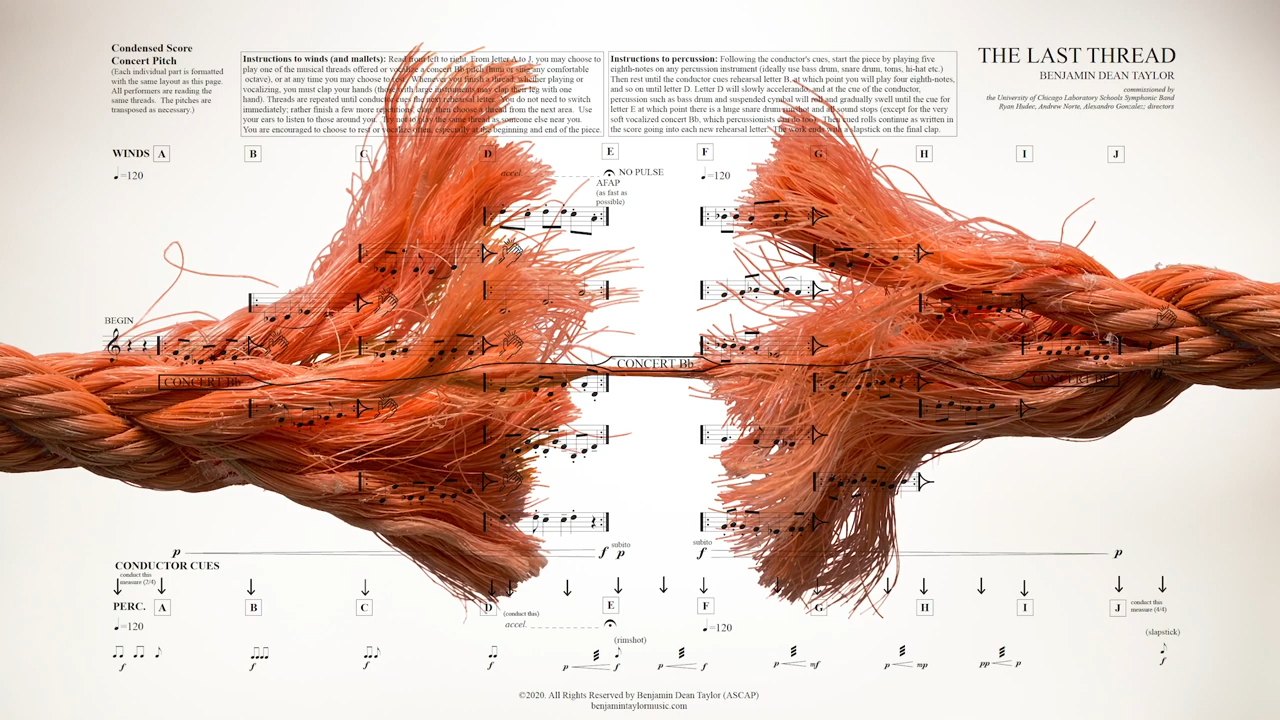 Condensed Score
Concert Pitch
(Each individual part is formatted
with the same layout as this page.
All performers are reading the
same threads. The pitches are
transposed as necessary.)
Instructions to winds (and mallets): Read from left to right. From letter A to J, you may choose to
play one of the musical threads offered or vocalize a concert Bb pitch (hum or sing any comfortable
octave), or at any time you may choose to rest. Whenever you finish a thread, whether playing or
vocalizing, you must clap your hands (those with large instruments may clap their leg with one
hand). Threads are repeated until conductor cues the next rehearsal letter. You do not need to switch
immediately; rather finish a few more repetitions, then choose a thread from the next area. Use
your ears to listen to those around you. Try not to play the same thread as someone else near you.
You are encouraged to choose to rest or vocalize often, especially at the beginning and end of the piece.
Instructions to percussion: Following the conductor's cues, start the piece by playing five
eighth-notes on any percussion instrument (ideally use bass drum, snare drum, toms, hi-hat etc.)
Then rest until the conductor cues rehearsal letter B, at which point you will play four eighth-notes,
and so on until letter D. Letter D will slowly accelerando, and at the cue of the conductor,
percussion such as bass drum and suspended cymbal will roll and gradually swell until the cue for
letter E at which point there is a huge snare drum rimshot and all sound stops (except for the very
soft vocalized concert Bb, which percussionists can do too). Then cued rolls continue as written in
the score going into each new rehearsal letter. The work ends with a slapstick on the final clap.
THE LAST THREAD
BENJAMIN DEAN TAYLOR
commissioned by
the University of Chicago Laboratory Schools Symphonic Band
Ryan Hudec, Andrew Norte, Alexandro Gonzalez; directors
WINDS A B C D E F G H I J
♩=120
accel.
NO PULSE
♩=120
AFAP
(as fast as
possible)
BEGIN
CONCERT Bb
CONCERT Bb
CONCERT Bb
p
f
subito
p
subito
f
p
CONDUCTOR CUES
conduct this
measure (2/4)
PERC. A B C D
(conduct this)
E F G H I J
conduct this
measure (4/4)
♩=120
accel.
♩=120
(rimshot)
(slapstick)
f f f f p f p f p mf p mp pp p f
©2020. All Rights Reserved by Benjamin Dean Taylor (ASCAP)
benjamintaylormusic.com